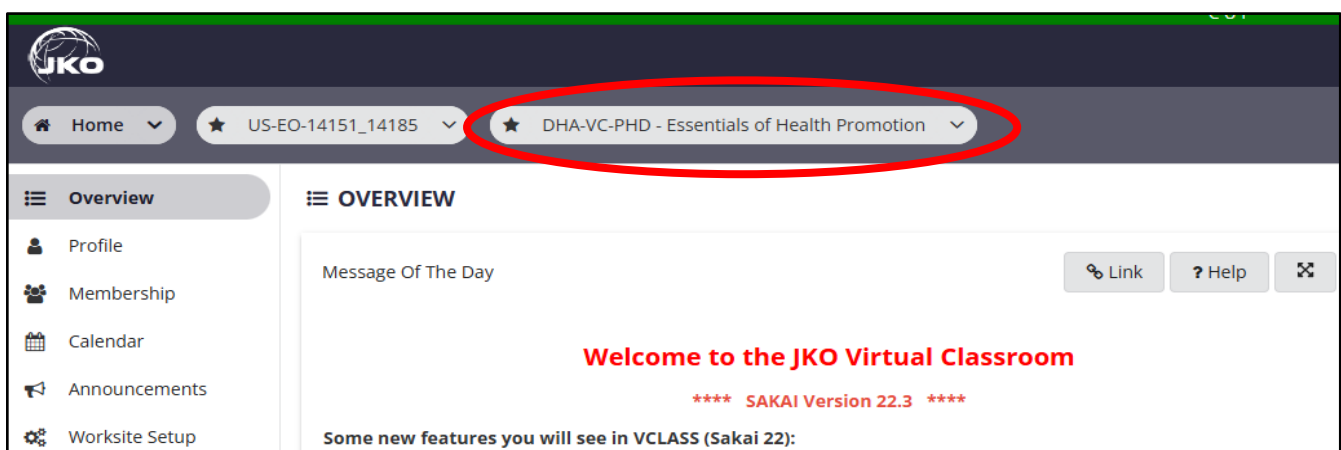 JKO
Home
US-EO-14151_14185
DHA-VC-PHD - Essentials of Health Promotion
Overview
OVERVIEW
Profile
Message Of The Day
Link
? Help
Membership
Calendar
Welcome to the JKO Virtual Classroom
Announcements
**** SAKAI Version 22.3 ****
Worksite Setup
Some new features you will see in VCLASS (Sakai 22):